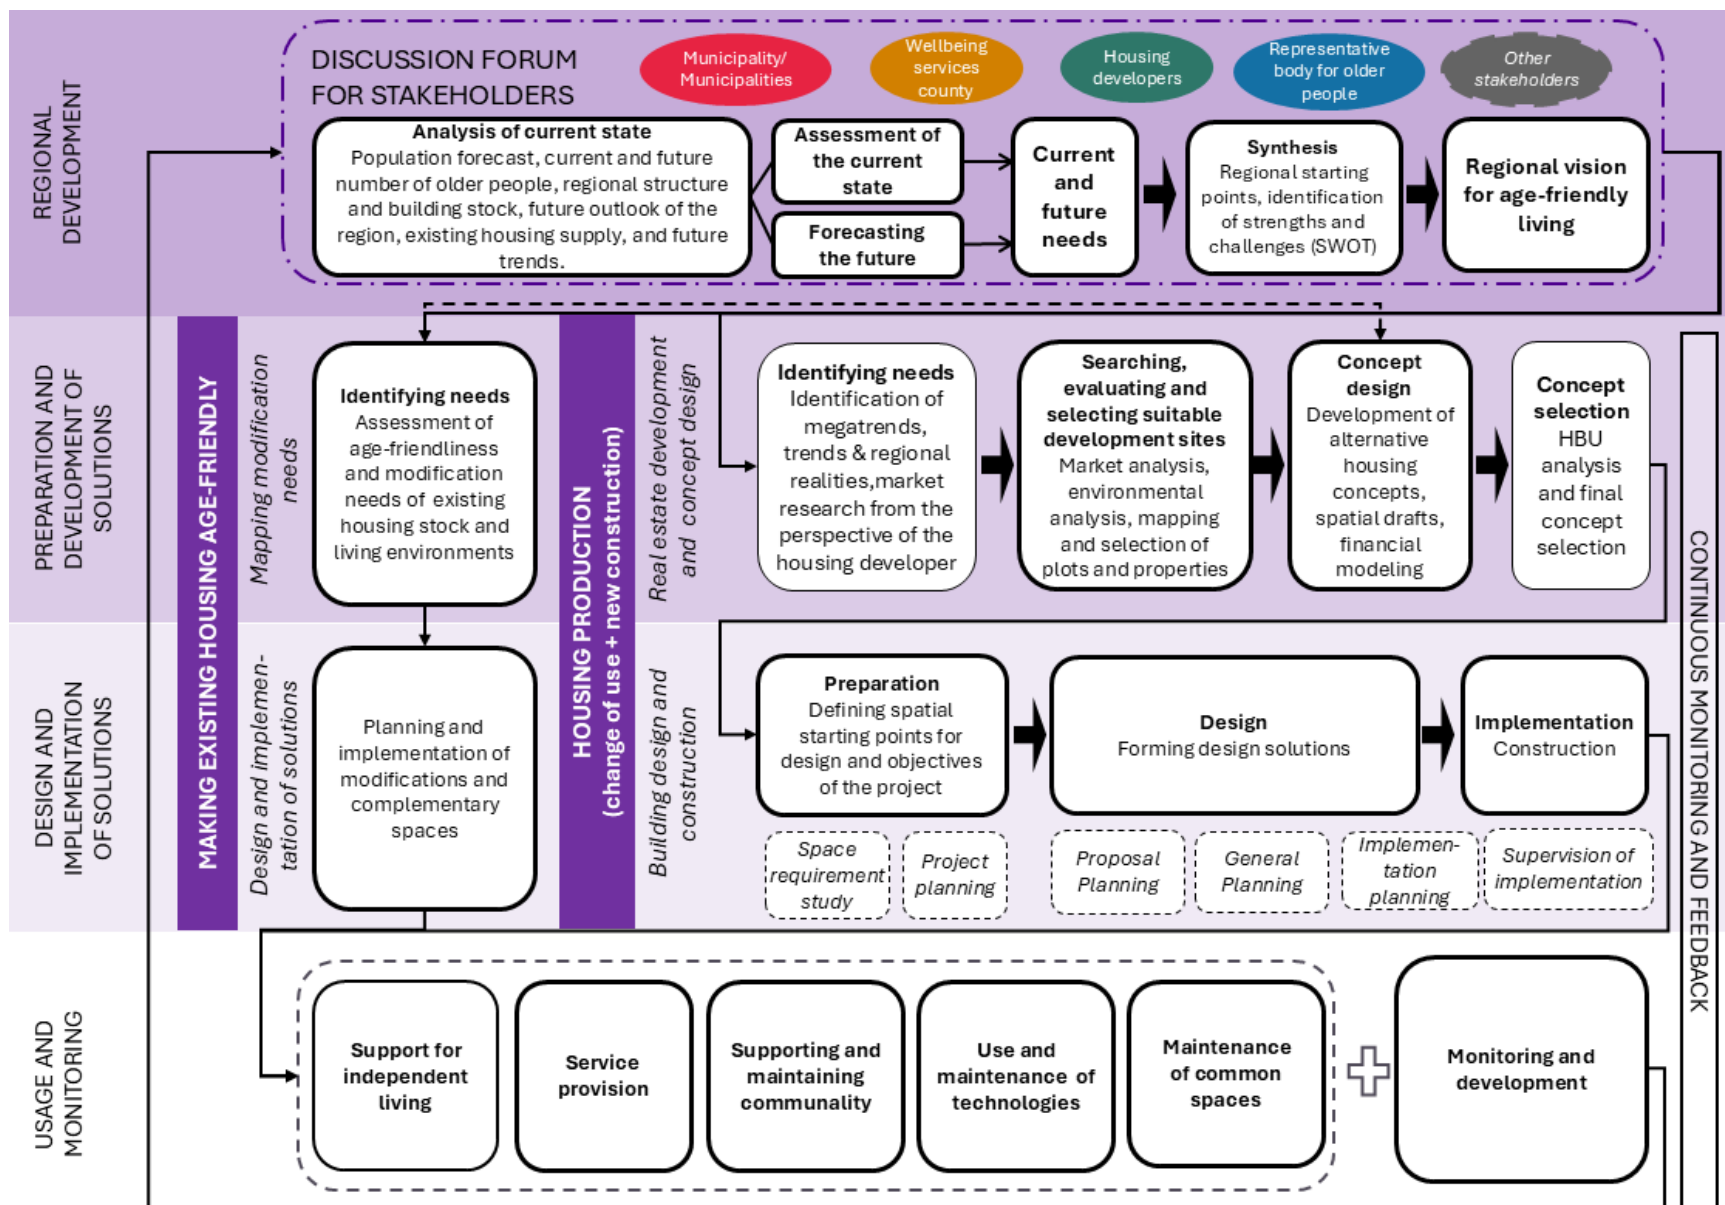 DISCUSSION FORUM
FOR STAKEHOLDERS
Municipality/
Municipalities
Wellbeing
services
county
Housing
developers
Representative
body for older
people
Other
stakeholders
REGIONAL
DEVELOPMENT
Analysis of current state
Population forecast, current and future
number of older people, regional structure
and building stock, future outlook of the
region, existing housing supply, and future
trends.
Assessment of
the current
state
Forecasting
the future
Current
and
future
needs
Synthesis
Regional starting
points, identification
of strengths and
challenges (SWOT)
Regional vision
for age-friendly
living
PREPARATION AND
DEVELOPMENT OF
SOLUTIONS
MAKING EXISTING HOUSING AGE-FRIENDLY
Mapping modification
needs
Identifying needs
Assessment of
age-friendliness
and modification
needs of existing
housing stock and
living environments
HOUSING PRODUCTION
(change of use + new construction)
Real estate development
and concept design
Identifying needs
Identification of
megatrends,
trends & regional
realities,market
research from the
perspective of the
housing developer
Searching,
evaluating and
selecting suitable
development sites
Market analysis,
environmental
analysis, mapping
and selection of
plots and properties
Concept
design
Development of
alternative
housing
concepts,
spatial drafts,
financial
modeling
Concept
selection
HBU
analysis
and final
concept
selection
CONTINUOUS MONITORING AND FEEDBACK
DESIGN AND
IMPLEMENTATION
OF SOLUTIONS
Design and implemen-
tation of solutions
Planning and
implementation of
modifications and
complementary
spaces
Building design and
construction
Preparation
Defining spatial
starting points for
design and objectives
of the project
Design
Forming design solutions
Implementation
Construction
Space
requirement
study
Project
planning
Proposal
Planning
General
Planning
Implemen-
tation
planning
Supervision of
implementation
USAGE AND
MONITORING
Support for
independent
living
Service
provision
Supporting and
maintaining
communality
Use and
maintenance of
technologies
Maintenance
of common
spaces
Monitoring and
development